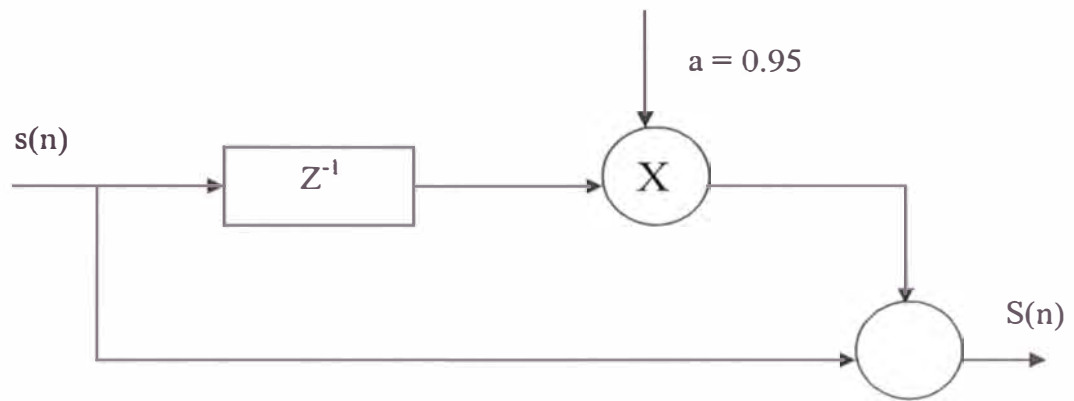 a = 0.95
s(n)
Z⁻¹
X
S(n)